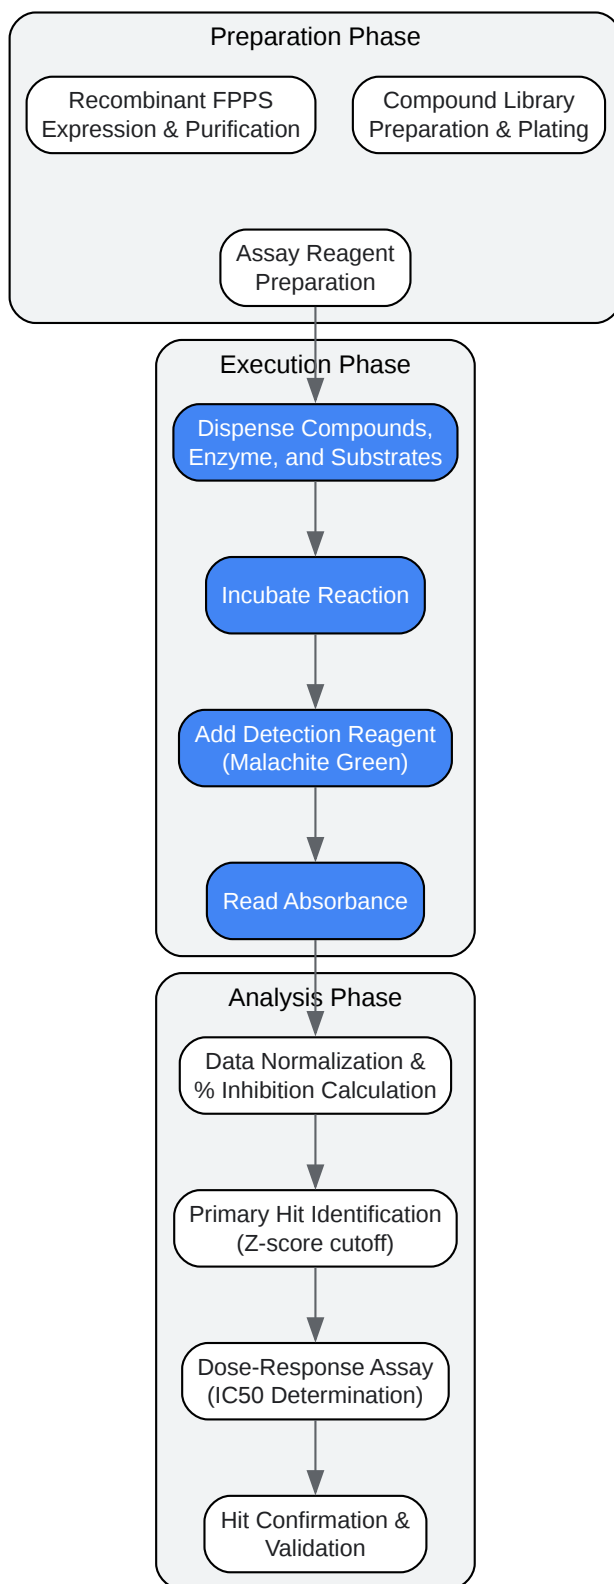 Preparation Phase
Recombinant FPPS
Expression & Purification
Compound Library
Preparation & Plating
Assay Reagent
Preparation
Execution Phase
Dispense Compounds,
Enzyme, and Substrates
Incubate Reaction
Add Detection Reagent
(Malachite Green)
Read Absorbance
Analysis Phase
Data Normalization &
% Inhibition Calculation
Primary Hit Identification
(Z-score cutoff)
Dose-Response Assay
(IC50 Determination)
Hit Confirmation &
Validation